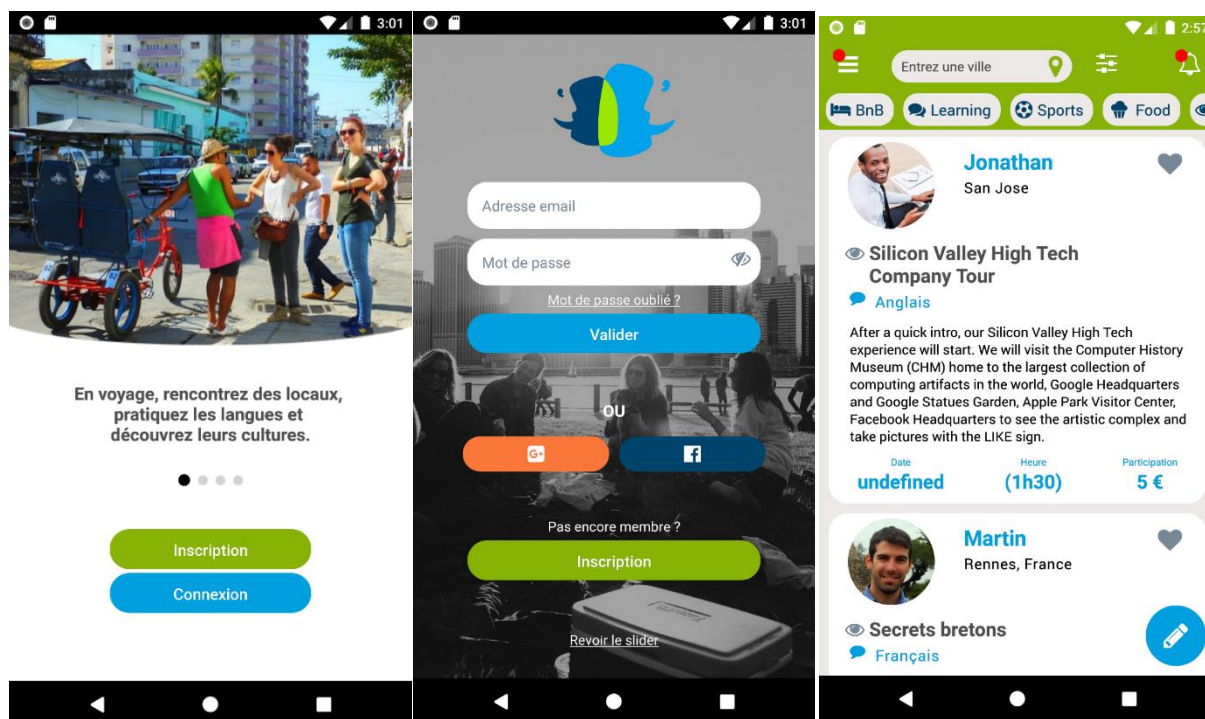 3:01
En voyage, rencontrez des locaux,
pratiquez les langues et
découvrez leurs cultures.
Inscription
Connexion
3:01
Adresse email
Mot de passe
Mot de passe oublié ?
Valider
OU
G+
Pas encore membre ?
Inscription
Revoir le slider
2:57
Entrez une ville
BnB
Learning
Sports
Food
Jonathan
San Jose
Silicon Valley High Tech
Company Tour
Anglais
After a quick intro, our Silicon Valley High Tech
experience will start. We will visit the Computer History
Museum (CHM) home to the largest collection of
computing artifacts in the world, Google Headquarters
and Google Statues Garden, Apple Park Visitor Center,
Facebook Headquarters to see the artistic complex and
take pictures with the LIKE sign.
Date Heure Participation
undefined (1h30) 5 €
Martin
Rennes, France
Secrets bretons
Français